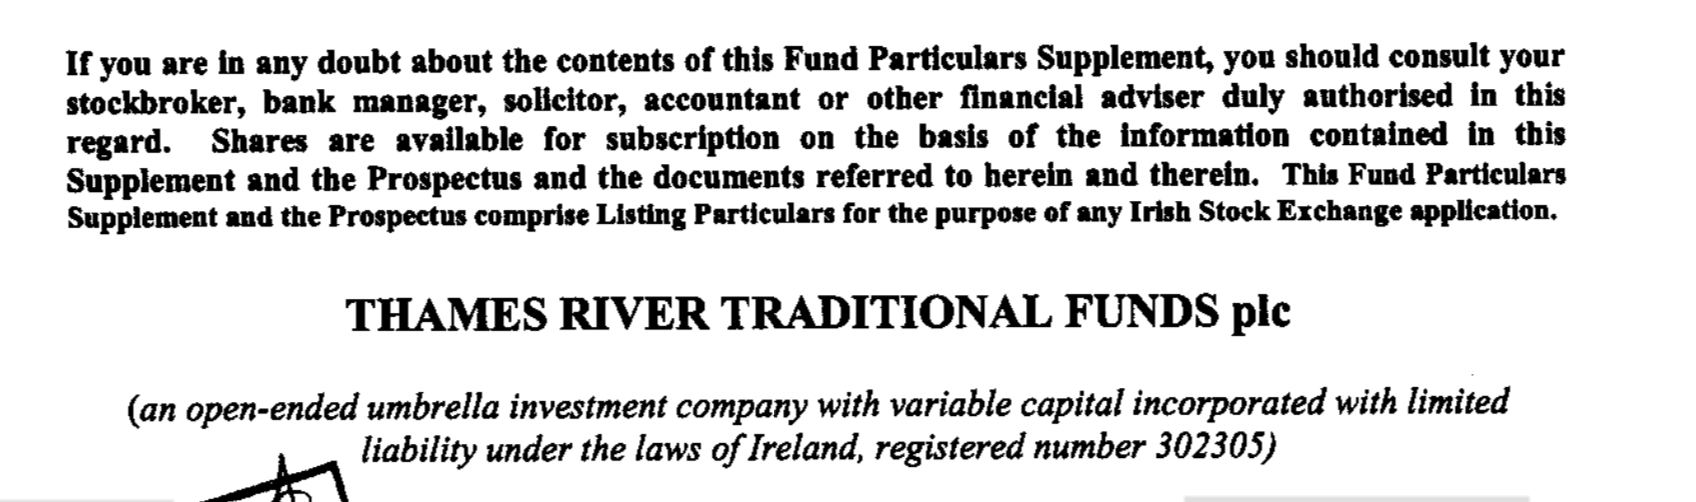 If you are in any doubt about the contents of this Fund Particulars Supplement, you should consult your
stockbroker, bank manager, solicitor, accountant or other financial adviser duly authorised in this
regard. Shares are available for subscription on the basis of the information contained in this
Supplement and the Prospectus and the documents referred to herein and therein. This Fund Particulars
Supplement and the Prospectus comprise Listing Particulars for the purpose of any Irish Stock Exchange application.
THAMES RIVER TRADITIONAL FUNDS plc
(an open-ended umbrella investment company with variable capital incorporated with limited
liability under the laws of Ireland, registered number 302305)